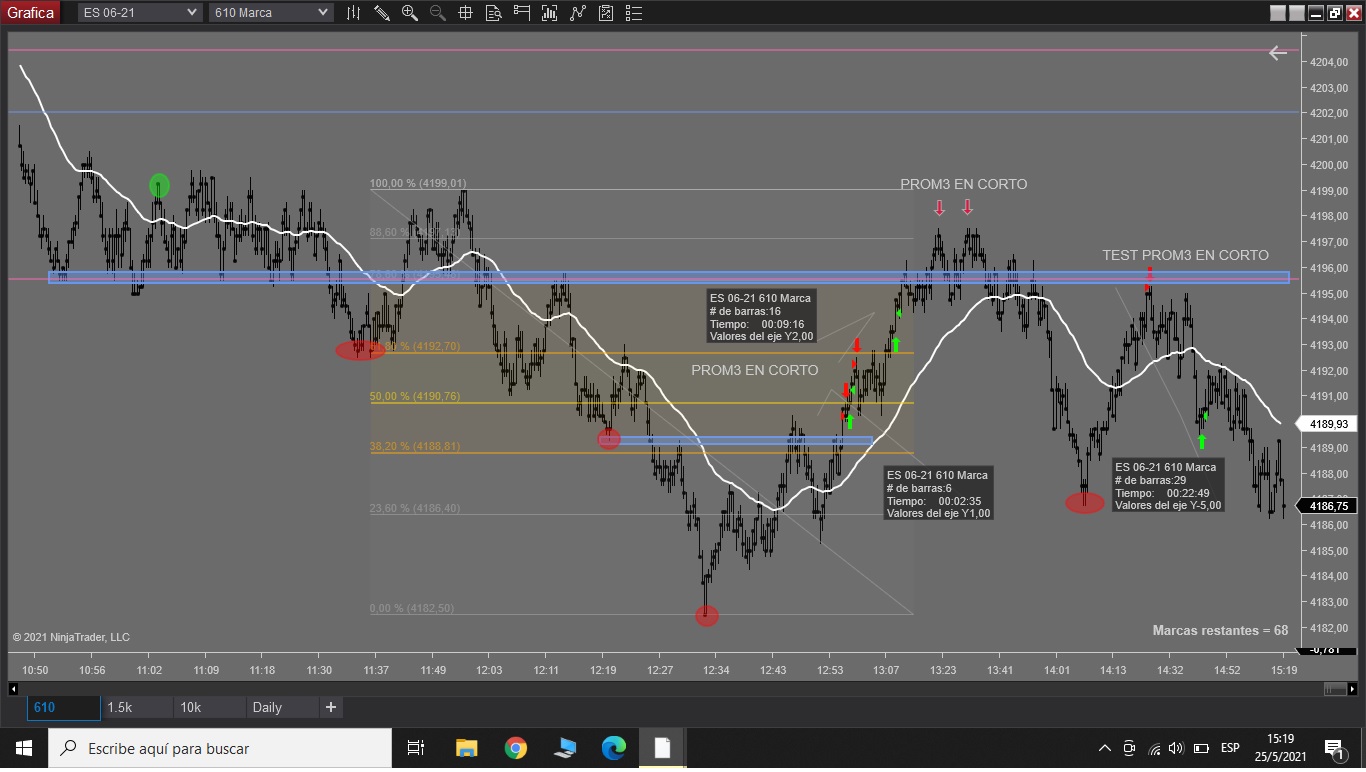 Grafica
ES 06-21
610 Marca
4204,00
4203,00
4202,00
4201,00
4200,00
4199,00
4198,00
4197,00
4196,00
4195,00
4194,00
4193,00
4192,00
4191,00
4189,93
4189,00
4188,00
4186,75
4186,00
4185,00
4184,00
4183,00
4182,00
-0,781
100,00 % (4199,01)
PROM3 EN CORTO
TEST PROM3 EN CORTO
ES 06-21 610 Marca
# de barras:16
Tiempo: 00:09:16
Valores del eje Y2,00
(4192,70)
PROM3 EN CORTO
50,00 % (4190,76)
38,20 % (4188,81)
ES 06-21 610 Marca
# de barras:6
Tiempo: 00:02:35
Valores del eje Y1,00
ES 06-21 610 Marca
# de barras:29
Tiempo: 00:22:49
Valores del eje Y-5,00
23,60 % (4186,40)
0,00 % (4182,50)
© 2021 NinjaTrader, LLC
Marcas restantes = 68
10:50 10:56 11:02 11:09 11:18 11:30 11:37 11:49 12:03 12:11 12:19 12:27 12:34 12:43 12:53 13:07 13:23 13:41 14:01 14:13 14:32 14:52 15:19
610 1.5k 10k Daily +
Escribe aquí para buscar
ESP
15:19
25/5/2021
1